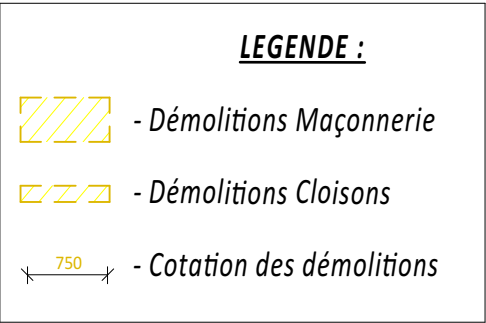 LEGENDE :
- Démolitions Maçonnerie
- Démolitions Cloisons
750 - Cotation des démolitions